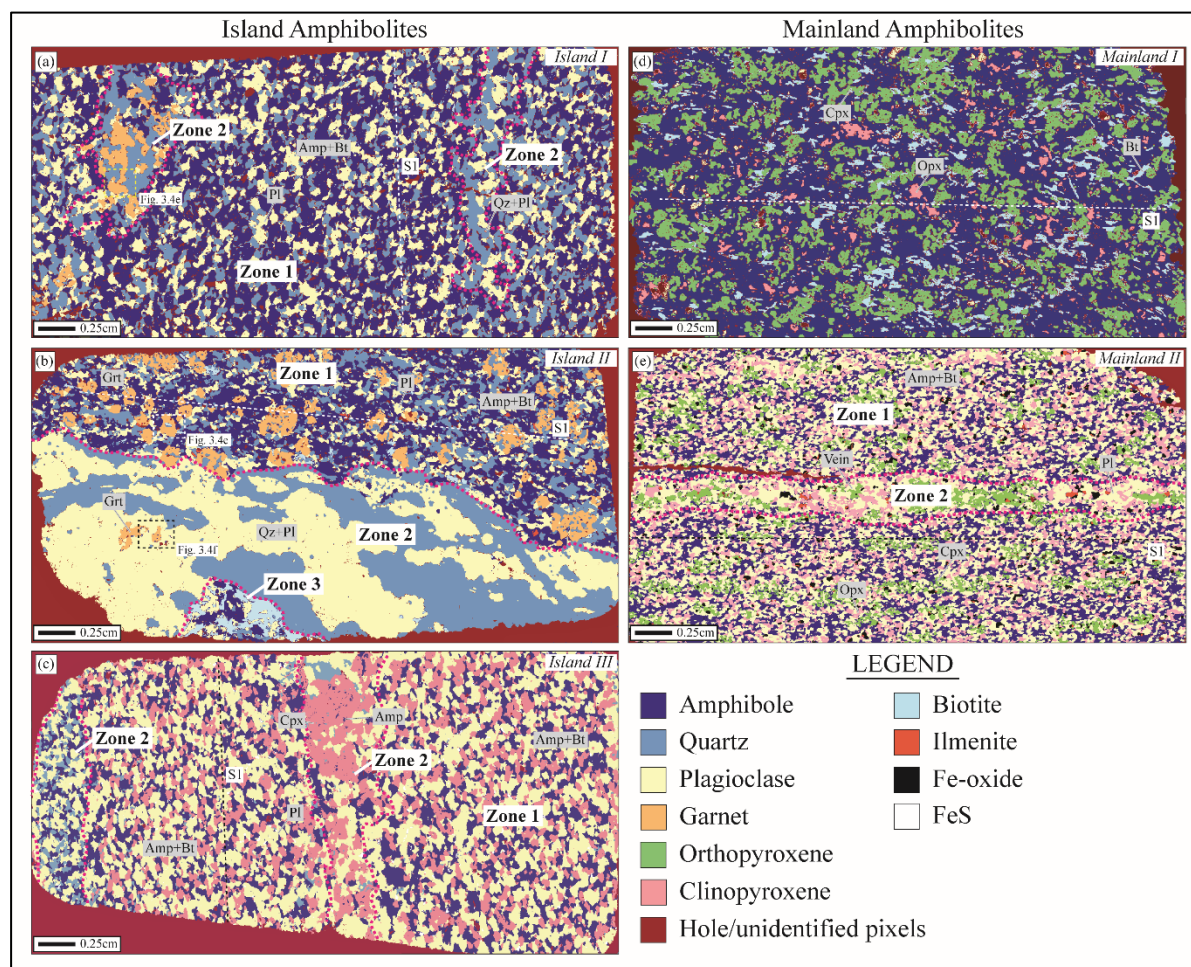 Island Amphibolites
Mainland Amphibolites
(a)
Island I
Zone 2
Zone 2
Amp+Bt
S1
Pl
Qz+Pl
Fig. 3.4e
Zone 1
0.25cm
(d)
Mainland I
Cpx
Bt
Opx
S1
0.25cm
(b)
Island II
Zone 1
Grt
Pl
Amp+Bt
S1
Fig. 3.4c
Grt
Qz+Pl
Zone 2
Fig. 3.4f
Zone 3
0.25cm
(e)
Mainland II
Amp+Bt
Zone 1
Vein
Pl
Zone 2
Cpx
S1
Opx
0.25cm
(c)
Island III
Cpx
Amp
Zone 2
Amp+Bt
S1
Zone 2
Pl
Zone 1
Amp+Bt
0.25cm
LEGEND
Amphibole
Quartz
Plagioclase
Garnet
Orthopyroxene
Clinopyroxene
Hole/unidentified pixels
Biotite
Ilmenite
Fe-oxide
FeS